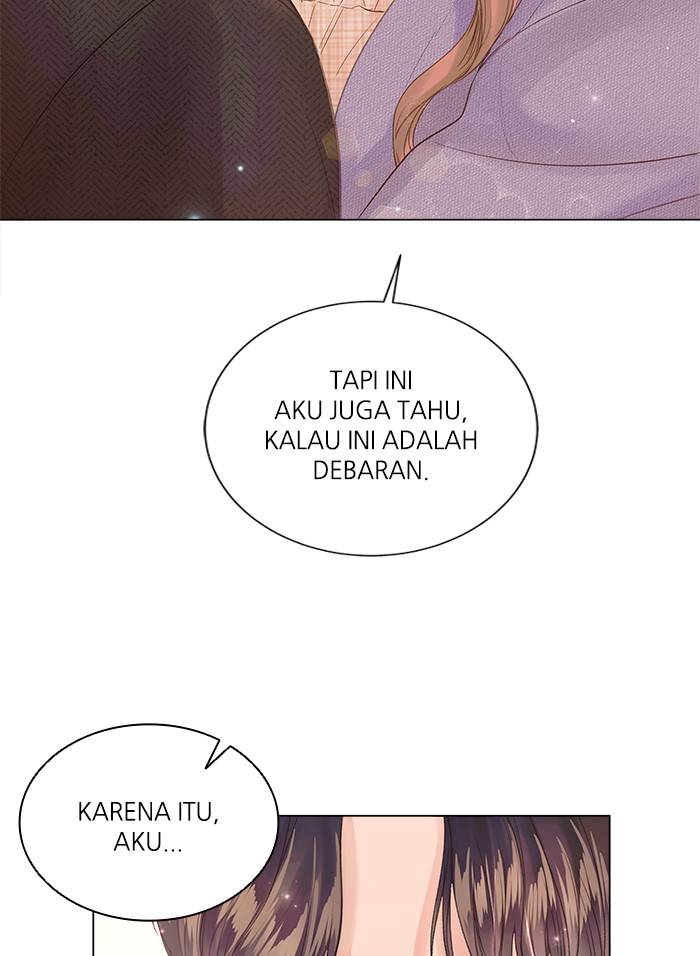 TAPI INI
AKU JUGA TAHU,
KALAU INI ADALAH
DEBARAN.
KARENA ITU,
AKU...